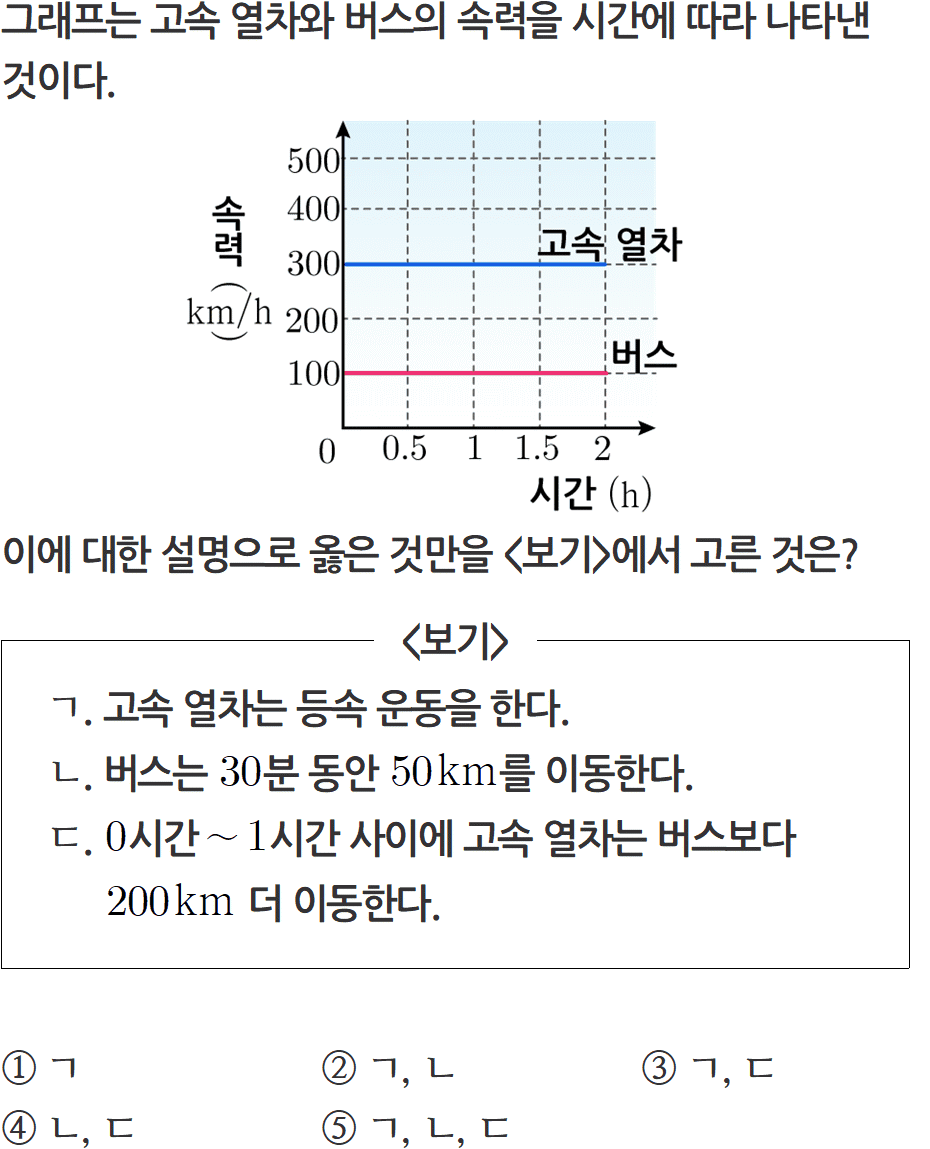 그래프는 고속 열차와 버스의 속력을 시간에 따라 나타낸
것이다.
500
400
속력
고속 열차
300
(km/h)
200
버스
100
0
0.5
1
1.5
2
시간 (h)
이에 대한 설명으로 옳은 것만을 <보기>에서 고른 것은?
<보기>
ㄱ. 고속 열차는 등속 운동을 한다.
ㄴ. 버스는 30분 동안 50km를 이동한다.
ㄷ. 0시간 ~ 1시간 사이에 고속 열차는 버스보다
200km 더 이동한다.
① ㄱ ② ㄱ, ㄴ ③ ㄱ, ㄷ
④ ㄴ, ㄷ ⑤ ㄱ, ㄴ, ㄷ